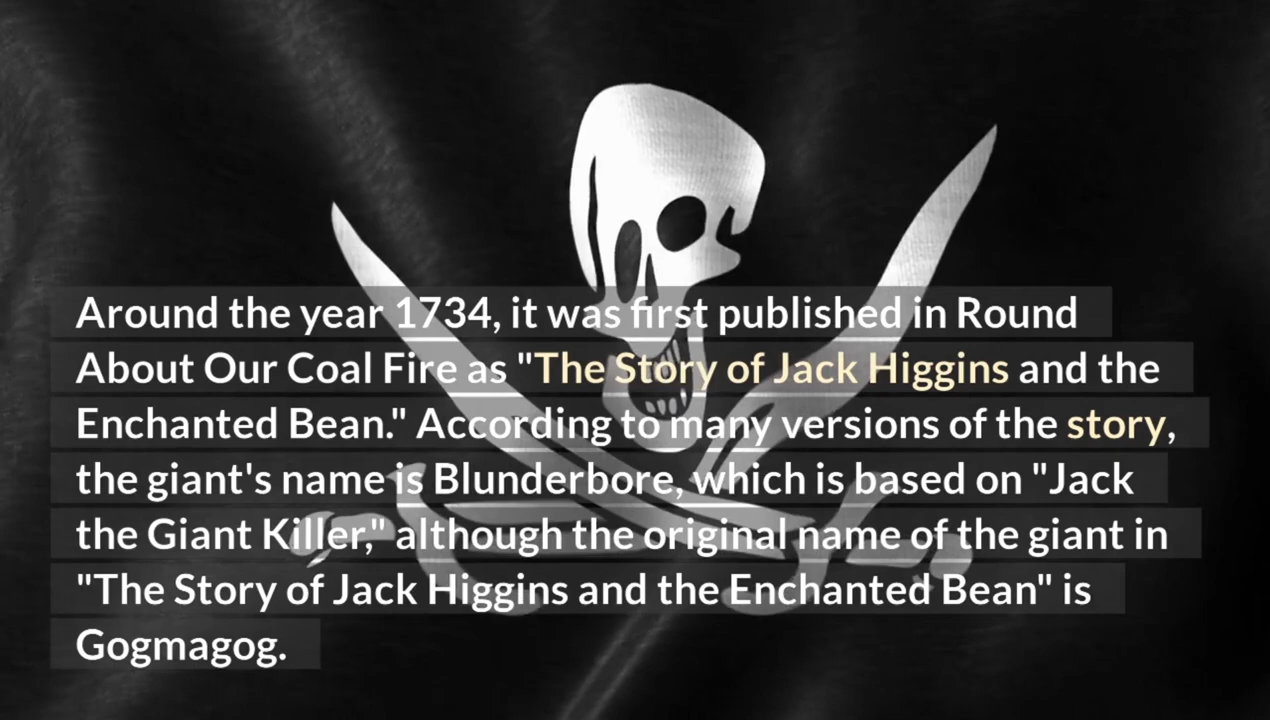 Around the year 1734, it was first published in Round
About Our Coal Fire as "The Story of Jack Higgins and the
Enchanted Bean." According to many versions of the story,
the giant's name is Blunderbore, which is based on "Jack
the Giant Killer," although the original name of the giant in
"The Story of Jack Higgins and the Enchanted Bean" is
Gogmagog.